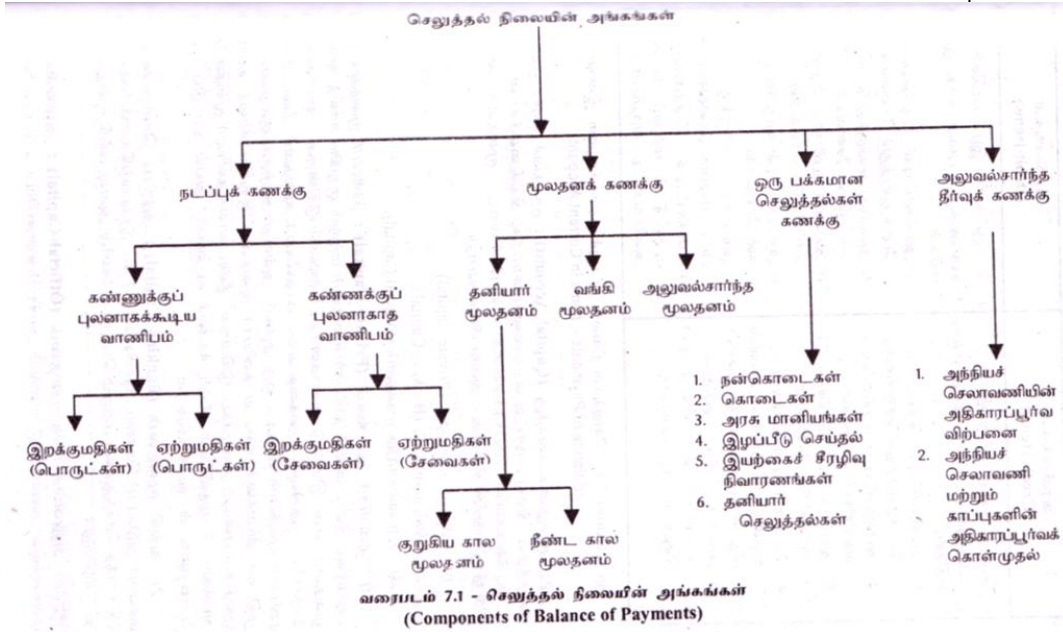 செலுத்தல் நிலையின் அங்கங்கள்
நடப்புக் கணக்கு
மூலதனக் கணக்கு
ஒரு பக்கமான
செலுத்தல்கள்
கணக்கு
அலுவல்சார்ந்த
தீர்வுக் கணக்கு
கண்ணுக்குப்
புலனாகக்கூடிய
வாணிபம்
கண்ணக்குப்
புலனாகாத
வாணிபம்
தனியார்
மூலதனம்
வங்கி
மூலதனம்
அலுவல்சார்ந்த
மூலதனம்
இறக்குமதிகள்
(பொருட்கள்)
ஏற்றுமதிகள்
(பொருட்கள்)
இறக்குமதிகள்
(சேவைகள்)
ஏற்றுமதிகள்
(சேவைகள்)
குறுகிய கால
மூலதனம்
நீண்ட கால
மூலதனம்
1. நன்கொடைகள்
2. கொடைகள்
3. அரசு மானியங்கள்
4. இழப்பீடு செய்தல்
5. இயற்கைச் சீரழிவு
நிவாரணங்கள்
6. தனியார்
செலுத்தல்கள்
1. அந்நியச்
செலாவணியின்
அதிகாரப்பூர்வ
விற்பனை
2. அந்நியச்
செலாவணி
மற்றும்
காப்புகளின்
அதிகாரப்பூர்வக்
கொள்முதல்
வரைபடம் 7.1 - செலுத்தல் நிலையின் அங்கங்கள்
(Components of Balance of Payments)